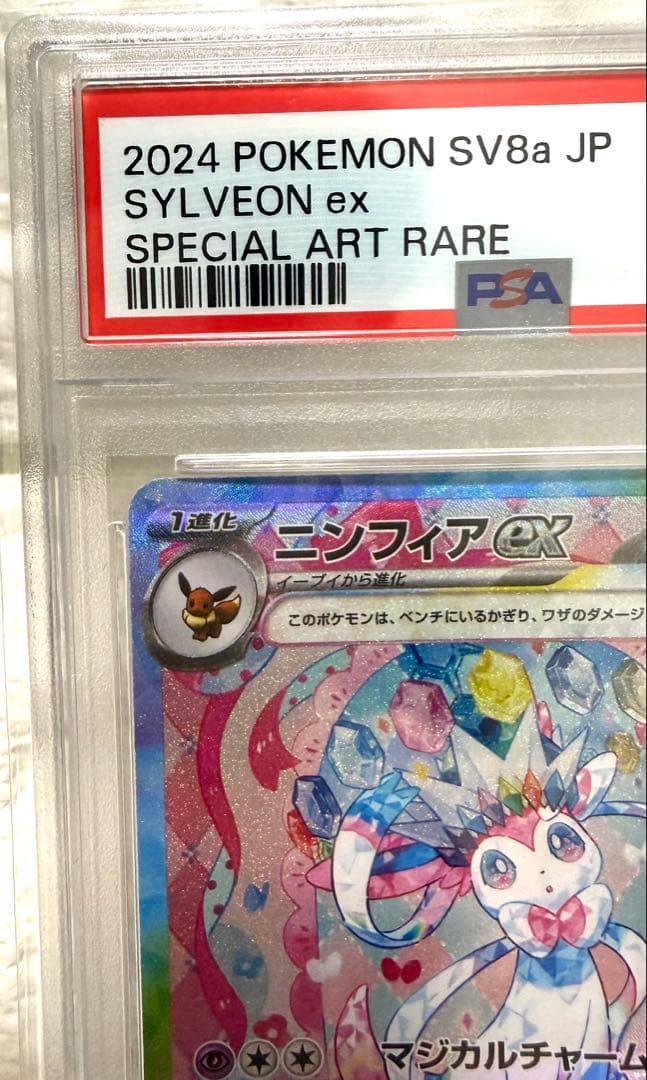 2024 POKEMON SV8a JP
SYLVEON ex
SPECIAL ART RARE
PSA
1進化
ニンフィアex
イーブイから進化
このポケモンは、ベンチにいるかぎり、ワザのダメージ
マジカルチャーム